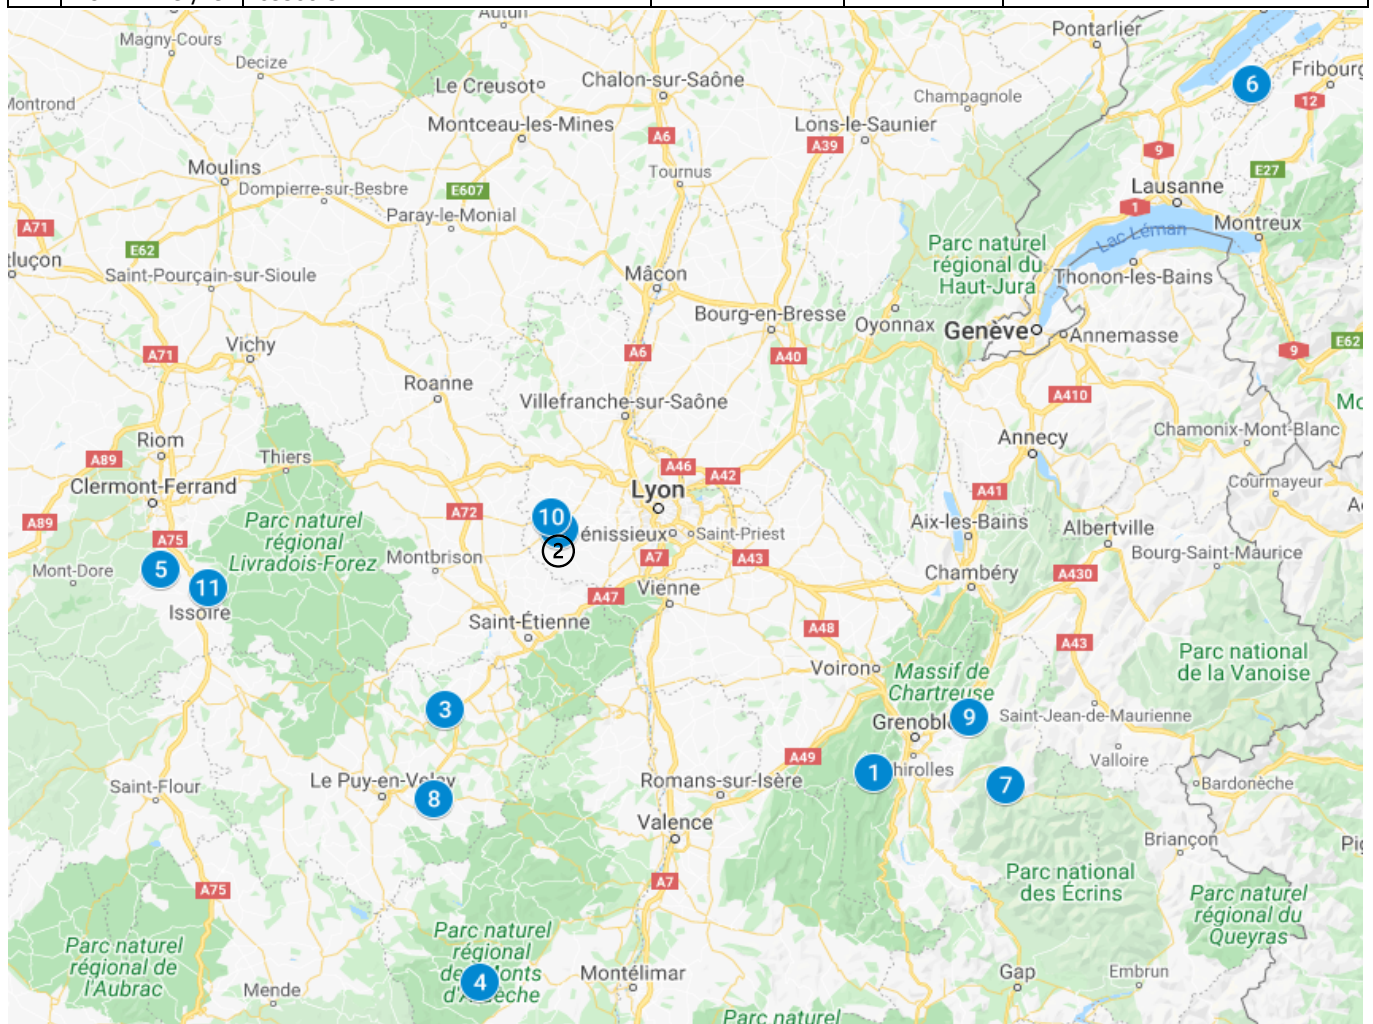 Autun
Pontarlier
Magny-Cours
Decize
Le Creusot
Chalon-sur-Saône
6
Fribourg
Montrond
Champagnole
12
Montceau-les-Mines
A6
Lons-le-Saunier
A39
9
Moulins
Tournus
E27
Dompierre-sur-Besbre
E607
Lausanne
A71
Paray-le-Monial
1
Montreux
E62
Lac Léman
tluçon
Saint-Pourçain-sur-Sioule
Mâcon
Parc naturel
régional du
Haut-Jura
Thonon-les-Bains
Bourg-en-Bresse
Oyonnax
Genève
Annemasse
A71
Vichy
A6
A40
9
E62
Roanne
Villefranche-sur-Saône
A410
Mo
Riom
Annecy
Chamonix-Mont-Blanc
A89
Thiers
A46
A42
Clermont-Ferrand
Lyon
A41
Courmayeur
A89
A72
10
Aix-les-Bains
Albertville
Parc naturel
régional
Livradois-Forez
énissieux
Saint-Priest
A75
2
A7
A43
Bourg-Saint-Maurice
Mont-Dore
5
Montbrison
Chambéry
A430
11
A47
Vienne
Issoire
Saint-Étienne
A48
A43
Voiron
Massif de
Chartreuse
Parc national
de la Vanoise
3
Grenobl
9
Saint-Jean-de-Maurienne
A49
Valloire
Saint-Flour
Le Puy-en-Velay
8
Romans-sur-Isère
1
hirolles
7
Bardonèche
Valence
Briançon
Pi
A75
A7
Parc national
des Écrins
Parc naturel
régional du
Queyras
Parc naturel
régional de
l'Aubrac
Parc naturel
régional
des Monts
d'A
èche
4
Montélimar
Gap
Embrun
Mende
Parc naturel